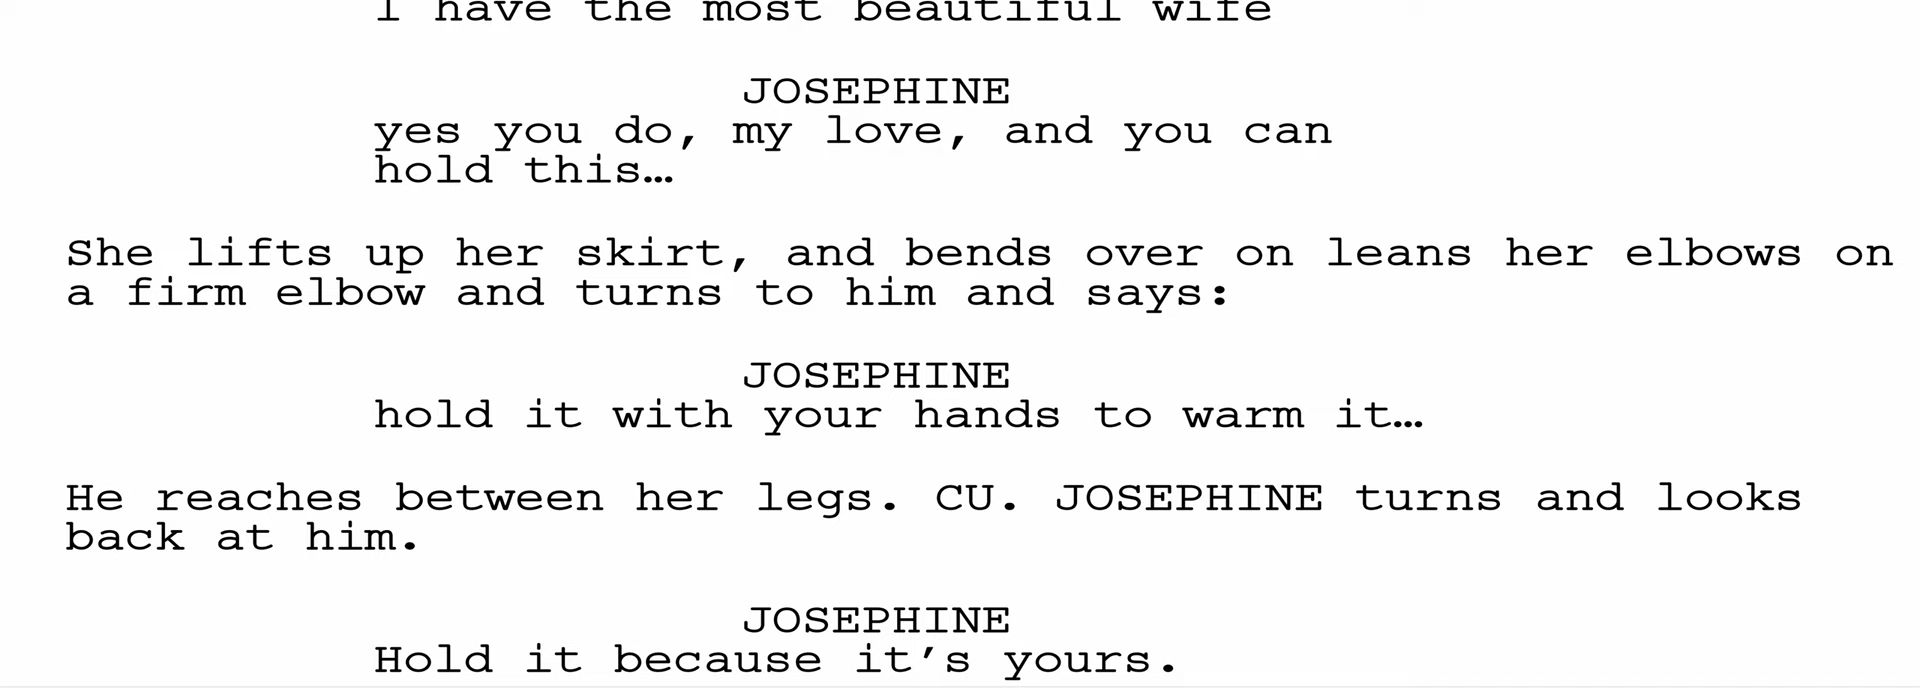 I have the most beautiful wife
JOSEPHINE
yes you do, my love, and you can
hold this…
She lifts up her skirt, and bends over on leans her elbows on
a firm elbow and turns to him and says:
JOSEPHINE
hold it with your hands to warm it…
He reaches between her legs. CU. JOSEPHINE turns and looks
back at him.
JOSEPHINE
Hold it because it’s yours.